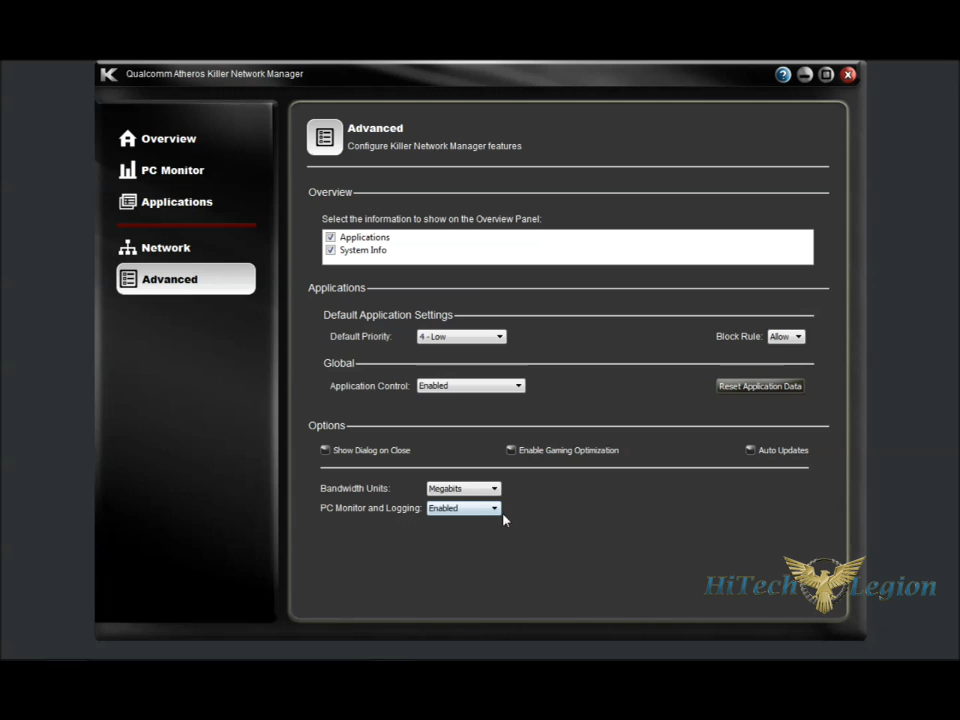 Qualcomm Atheros Killer Network Manager
?
Overview
PC Monitor
Applications
Network
Advanced
Advanced
Configure Killer Network Manager features
Overview
Select the information to show on the Overview Panel:
Applications
System Info
Applications
Default Application Settings
Default Priority: 4 - Low Block Rule: Allow
Global
Application Control: Enabled Reset Application Data
Options
Show Dialog on Close Enable Gaming Optimization Auto Updates
Bandwidth Units: Megabits
PC Monitor and Logging: Enabled
HiTech Legion